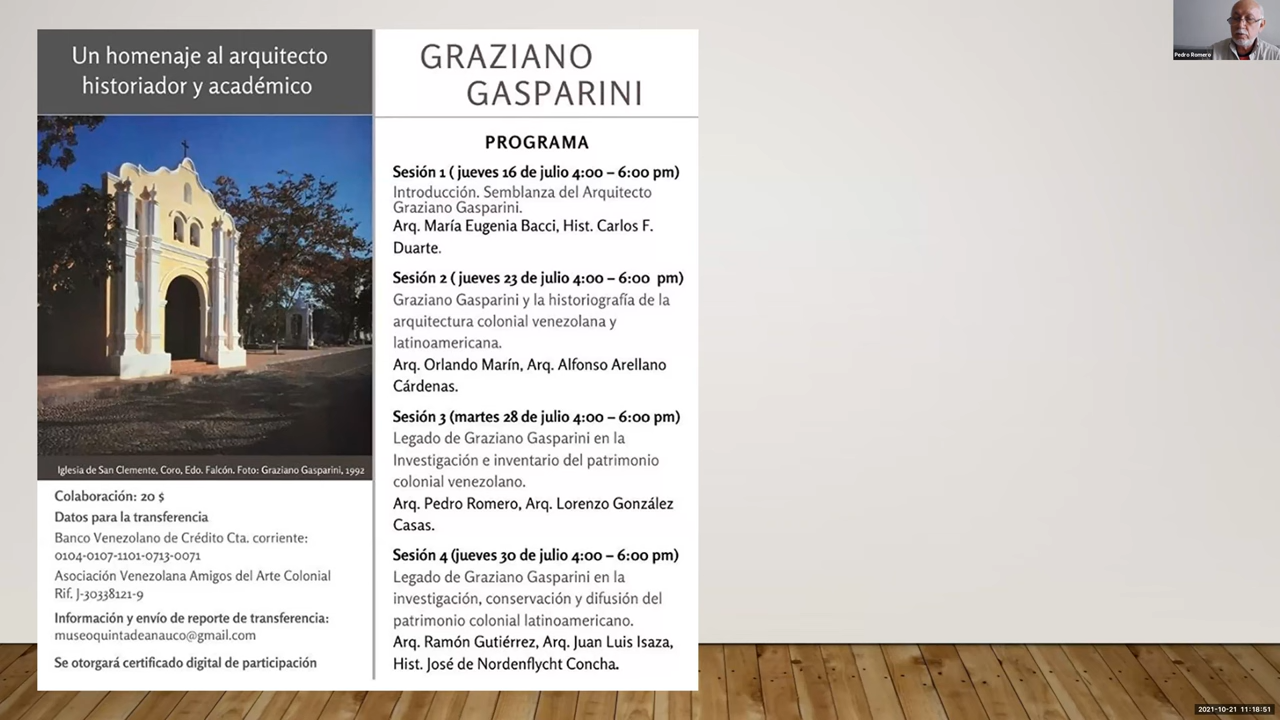 Un homenaje al arquitecto
historiador y académico
Iglesia de San Clemente, Coro, Edo. Falcón. Foto: Graziano Gasparini, 1992
Colaboración: 20 $
Datos para la transferencia
Banco Venezolano de Crédito Cta. corriente:
0104-0107-1101-0713-0071
Asociación Venezolana Amigos del Arte Colonial
Rif. J-30338121-9
Información y envío de reporte de transferencia:
museoquintadeanauco@gmail.com
Se otorgará certificado digital de participación
GRAZIANO
GASPARINI
PROGRAMA
Sesión 1 ( jueves 16 de julio 4:00 – 6:00 pm)
Introducción. Semblanza del Arquitecto
Graziano Gasparini.
Arq. María Eugenia Bacci, Hist. Carlos F.
Duarte.
Sesión 2 ( jueves 23 de julio 4:00 – 6:00 pm)
Graziano Gasparini y la historiografía de la
arquitectura colonial venezolana y
latinoamericana.
Arq. Orlando Marín, Arq. Alfonso Arellano
Cárdenas.
Sesión 3 (martes 28 de julio 4:00 – 6:00 pm)
Legado de Graziano Gasparini en la
Investigación e inventario del patrimonio
colonial venezolano.
Arq. Pedro Romero, Arq. Lorenzo González
Casas.
Sesión 4 (jueves 30 de julio 4:00 – 6:00 pm)
Legado de Graziano Gasparini en la
investigación, conservación y difusión del
patrimonio colonial latinoamericano.
Arq. Ramón Gutiérrez, Arq. Juan Luis Isaza,
Hist. José de Nordenflycht Concha.
Pedro Romero
2021-10-21 11:18:51